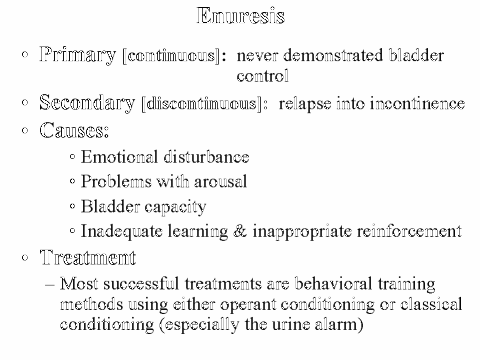 Enuresis
◦ Primary [continuous]: never demonstrated bladder
control
◦ Secondary [discontinuous]: relapse into incontinence
◦ Causes:
◦ Emotional disturbance
◦ Problems with arousal
◦ Bladder capacity
◦ Inadequate learning & inappropriate reinforcement
◦ Treatment
– Most successful treatments are behavioral training
methods using either operant conditioning or classical
conditioning (especially the urine alarm)